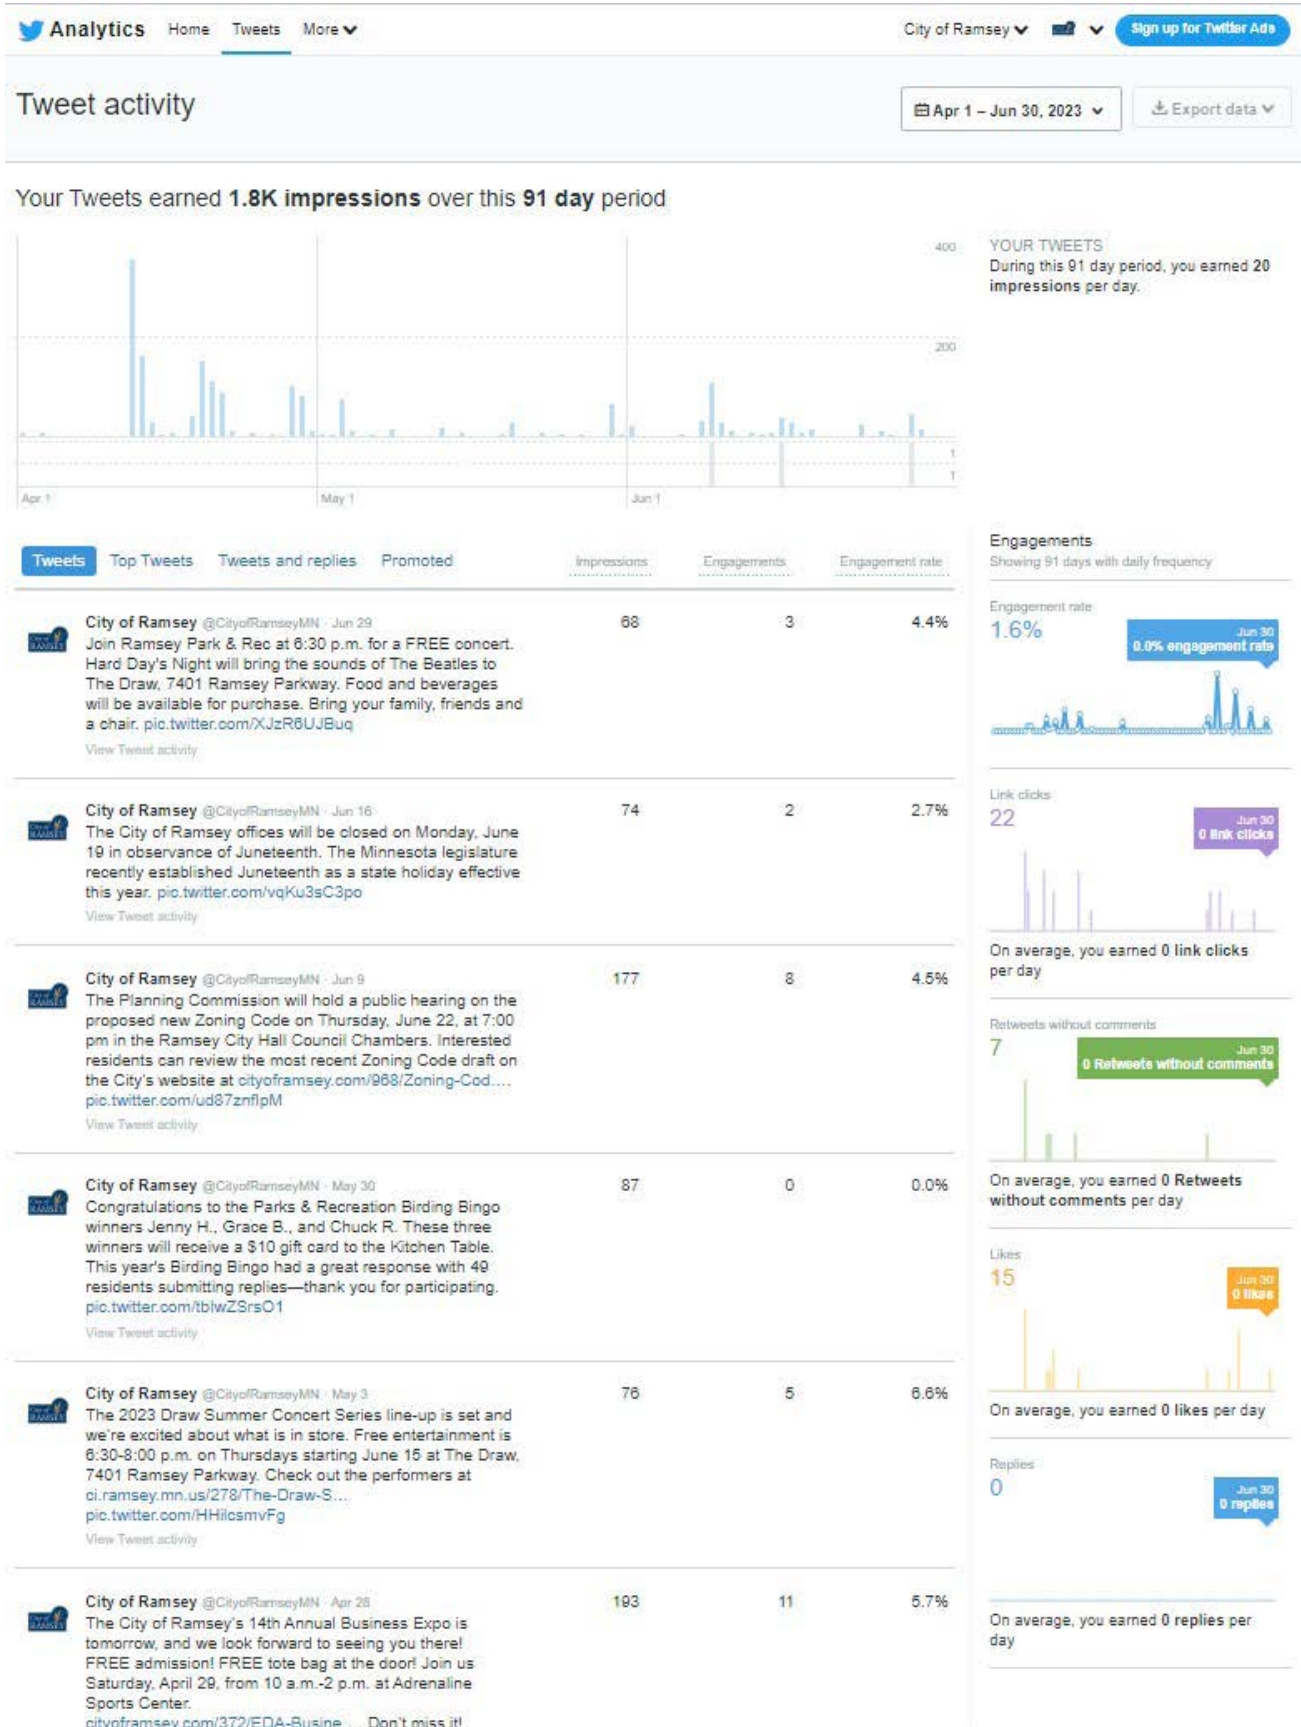 Analytics Home Tweets More
City of Ramsey
Sign up for Twitter Ads
Tweet activity
Apr 1 – Jun 30, 2023
Export data
Your Tweets earned 1.8K impressions over this 91 day period
400
200
1
1
Apr 1
May 1
Jun 1
YOUR TWEETS
During this 91 day period, you earned 20
impressions per day.
Tweets Top Tweets Tweets and replies Promoted Impressions Engagements Engagement rate
City of Ramsey @CityofRamseyMN · Jun 29 68 3 4.4%
Join Ramsey Park & Rec at 6:30 p.m. for a FREE concert.
Hard Day's Night will bring the sounds of The Beatles to
The Draw, 7401 Ramsey Parkway. Food and beverages
will be available for purchase. Bring your family, friends and
a chair. pic.twitter.com/XJzR6UJBuq
View Tweet activity
City of Ramsey @CityofRamseyMN · Jun 16 74 2 2.7%
The City of Ramsey offices will be closed on Monday, June
19 in observance of Juneteenth. The Minnesota legislature
recently established Juneteenth as a state holiday effective
this year. pic.twitter.com/vqKu3sC3po
View Tweet activity
City of Ramsey @CityofRamseyMN · Jun 9 177 8 4.5%
The Planning Commission will hold a public hearing on the
proposed new Zoning Code on Thursday, June 22, at 7:00
pm in the Ramsey City Hall Council Chambers. Interested
residents can review the most recent Zoning Code draft on
the City's website at cityoframsey.com/968/Zoning-Cod....
pic.twitter.com/ud87znflpM
View Tweet activity
City of Ramsey @CityofRamseyMN · May 30 87 0 0.0%
Congratulations to the Parks & Recreation Birding Bingo
winners Jenny H., Grace B., and Chuck R. These three
winners will receive a $10 gift card to the Kitchen Table.
This year's Birding Bingo had a great response with 49
residents submitting replies—thank you for participating.
pic.twitter.com/tblwZSrsO1
View Tweet activity
City of Ramsey @CityofRamseyMN · May 3 76 5 6.6%
The 2023 Draw Summer Concert Series line-up is set and
we're excited about what is in store. Free entertainment is
6:30-8:00 p.m. on Thursdays starting June 15 at The Draw,
7401 Ramsey Parkway. Check out the performers at
ci.ramsey.mn.us/278/The-Draw-S...
pic.twitter.com/HHilcsmvFg
View Tweet activity
City of Ramsey @CityofRamseyMN · Apr 28 193 11 5.7%
The City of Ramsey's 14th Annual Business Expo is
tomorrow, and we look forward to seeing you there!
FREE admission! FREE tote bag at the door! Join us
Saturday, April 29, from 10 a.m.-2 p.m. at Adrenaline
Sports Center.
cityoframsey.com/372/EDA-Busine.... Don't miss it!
Engagements
Showing 91 days with daily frequency
Engagement rate
1.6%
Jun 30
0.0% engagement rate
Link clicks
22
Jun 30
0 link clicks
On average, you earned 0 link clicks
per day
Retweets without comments
7
Jun 30
0 Retweets without comments
On average, you earned 0 Retweets
without comments per day
Likes
15
Jun 30
0 likes
On average, you earned 0 likes per day
Replies
0
Jun 30
0 replies
On average, you earned 0 replies per
day